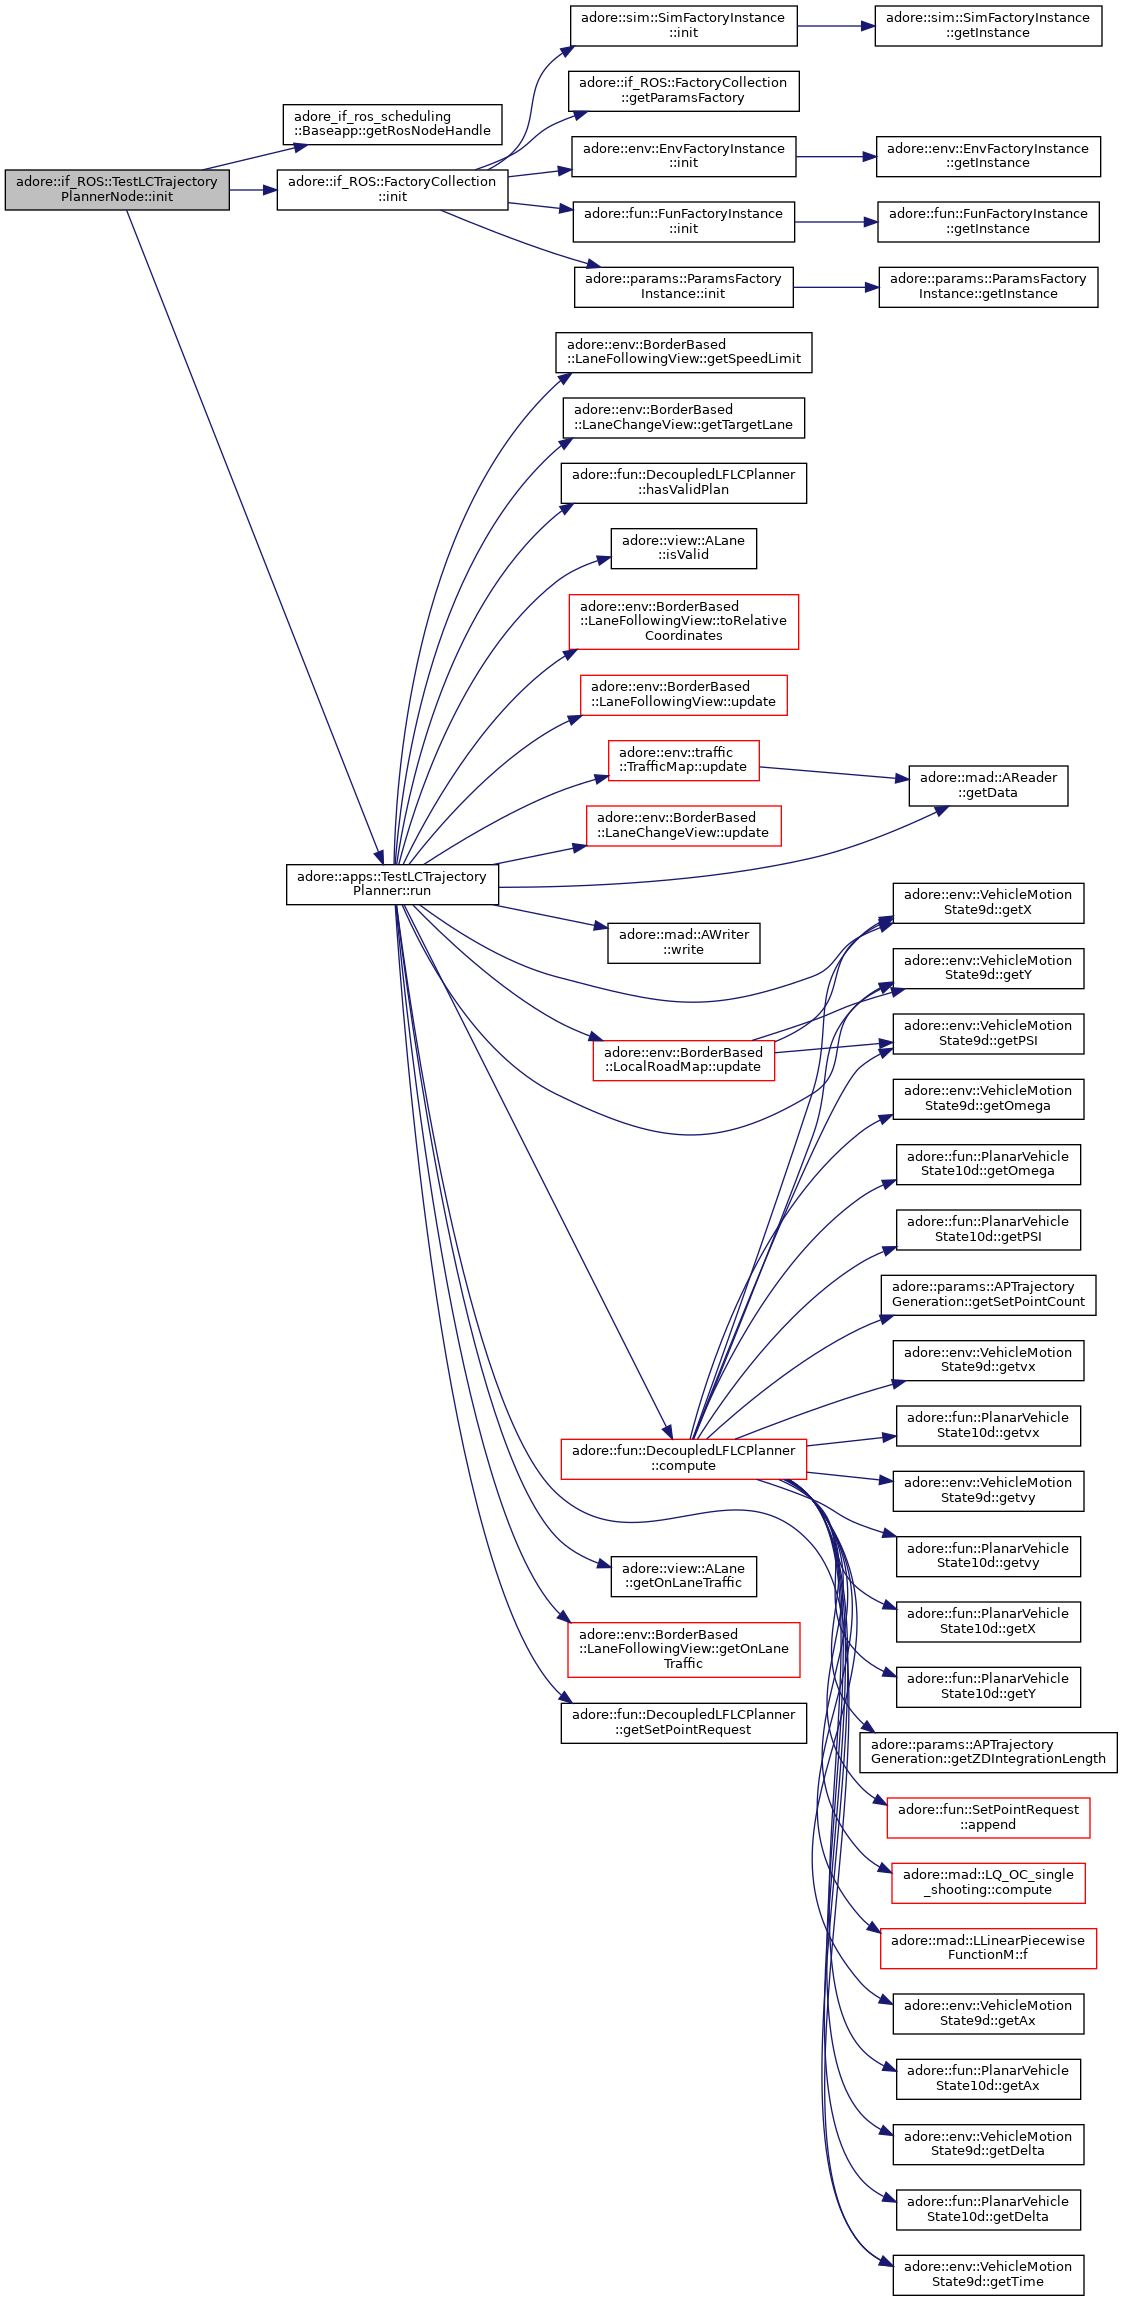 adore::if_ROS::TestLCTrajectory
PlannerNode::init
adore_if_ros_scheduling
::Baseapp::getRosNodeHandle
adore::if_ROS::FactoryCollection
::init
adore::apps::TestLCTrajectory
Planner::run
adore::sim::SimFactoryInstance
::init
adore::if_ROS::FactoryCollection
::getParamsFactory
adore::env::EnvFactoryInstance
::init
adore::fun::FunFactoryInstance
::init
adore::params::ParamsFactory
Instance::init
adore::env::BorderBased
::LaneFollowingView::getSpeedLimit
adore::env::BorderBased
::LaneChangeView::getTargetLane
adore::fun::DecoupledLFLCPlanner
::hasValidPlan
adore::view::ALane
::isValid
adore::env::BorderBased
::LaneFollowingView::toRelative
Coordinates
adore::env::BorderBased
::LaneFollowingView::update
adore::env::traffic
::TrafficMap::update
adore::env::BorderBased
::LaneChangeView::update
adore::mad::AWriter
::write
adore::env::BorderBased
::LocalRoadMap::update
adore::fun::DecoupledLFLCPlanner
::compute
adore::view::ALane
::getOnLaneTraffic
adore::env::BorderBased
::LaneFollowingView::getOnLane
Traffic
adore::fun::DecoupledLFLCPlanner
::getSetPointRequest
adore::sim::SimFactoryInstance
::getInstance
adore::env::EnvFactoryInstance
::getInstance
adore::fun::FunFactoryInstance
::getInstance
adore::params::ParamsFactory
Instance::getInstance
adore::mad::AReader
::getData
adore::env::VehicleMotion
State9d::getX
adore::env::VehicleMotion
State9d::getY
adore::env::VehicleMotion
State9d::getPSI
adore::env::VehicleMotion
State9d::getOmega
adore::fun::PlanarVehicle
State10d::getOmega
adore::fun::PlanarVehicle
State10d::getPSI
adore::params::APTrajectory
Generation::getSetPointCount
adore::env::VehicleMotion
State9d::getvx
adore::fun::PlanarVehicle
State10d::getvx
adore::env::VehicleMotion
State9d::getvy
adore::fun::PlanarVehicle
State10d::getvy
adore::fun::PlanarVehicle
State10d::getX
adore::fun::PlanarVehicle
State10d::getY
adore::params::APTrajectory
Generation::getZDIntegrationLength
adore::fun::SetPointRequest
::append
adore::mad::LQ_OC_single
_shooting::compute
adore::mad::LLinearPiecewise
FunctionM::f
adore::env::VehicleMotion
State9d::getAx
adore::fun::PlanarVehicle
State10d::getAx
adore::env::VehicleMotion
State9d::getDelta
adore::fun::PlanarVehicle
State10d::getDelta
adore::env::VehicleMotion
State9d::getTime